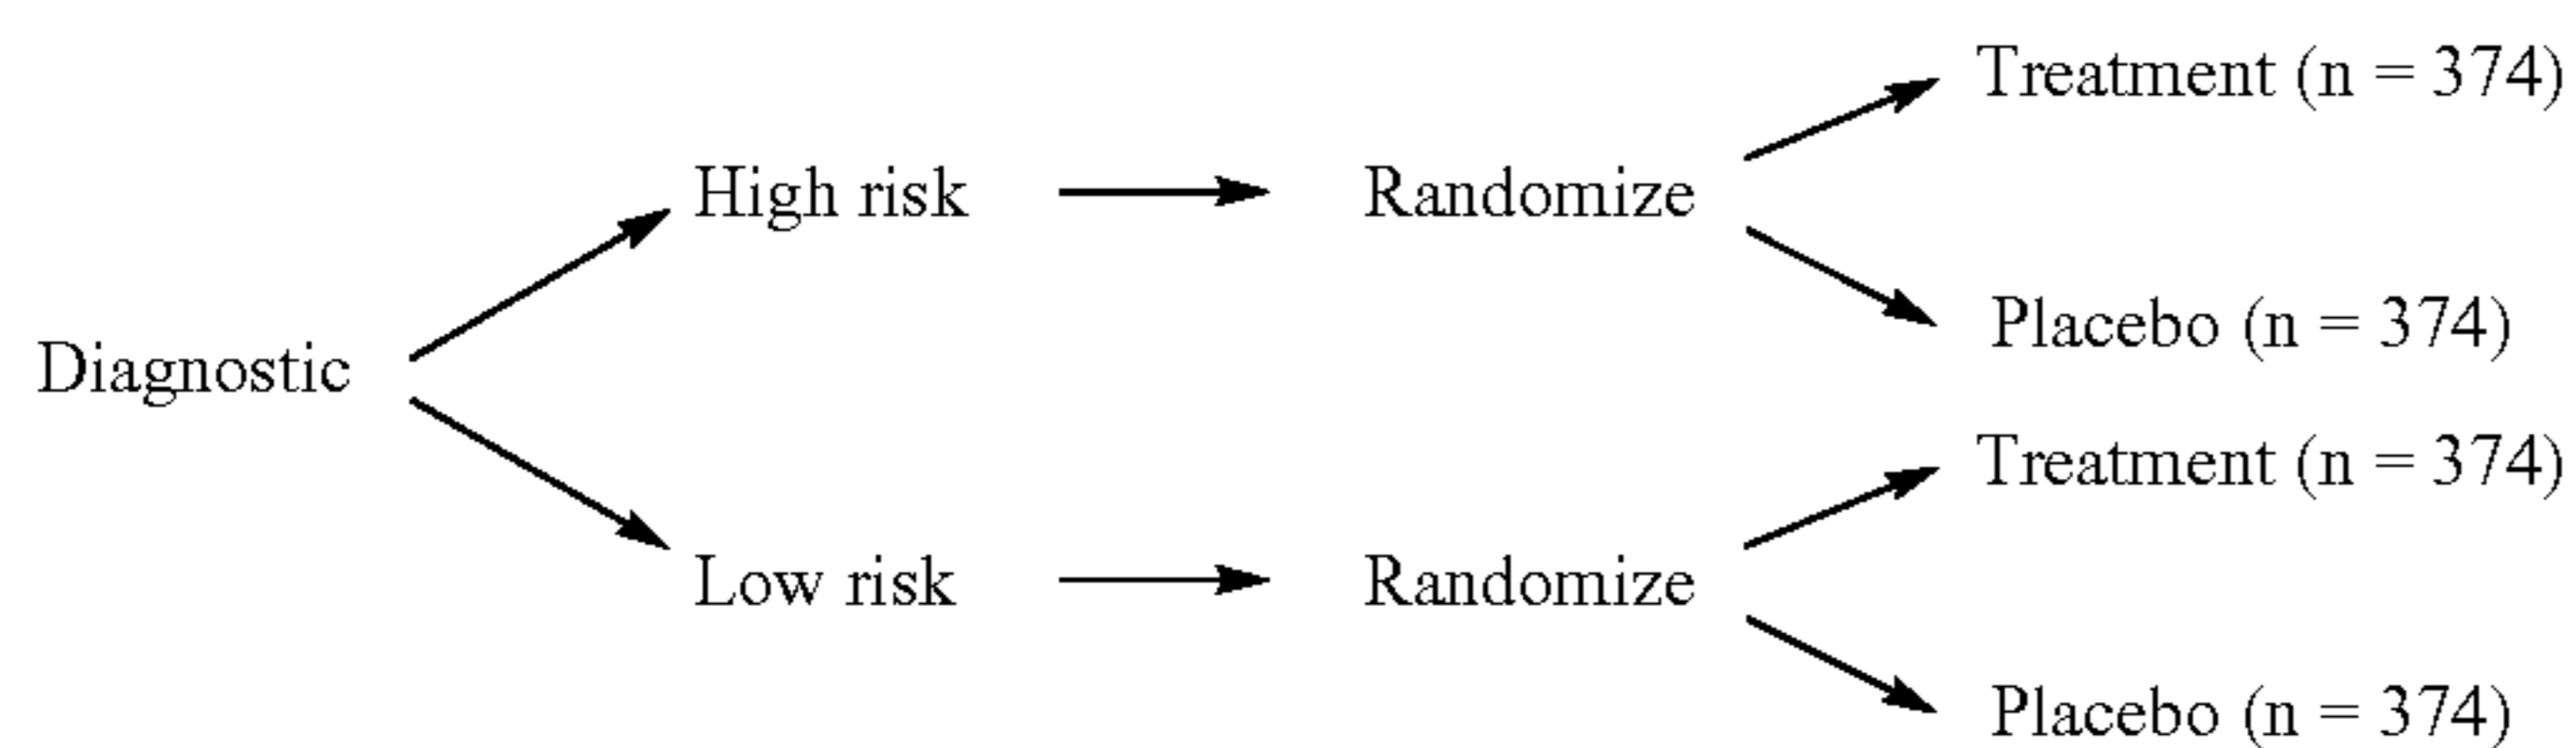 Treatment (n = 374)
High risk
Randomize
Placebo (n = 374)
Diagnostic
Treatment (n = 374)
Low risk
Randomize
Placebo (n = 374)